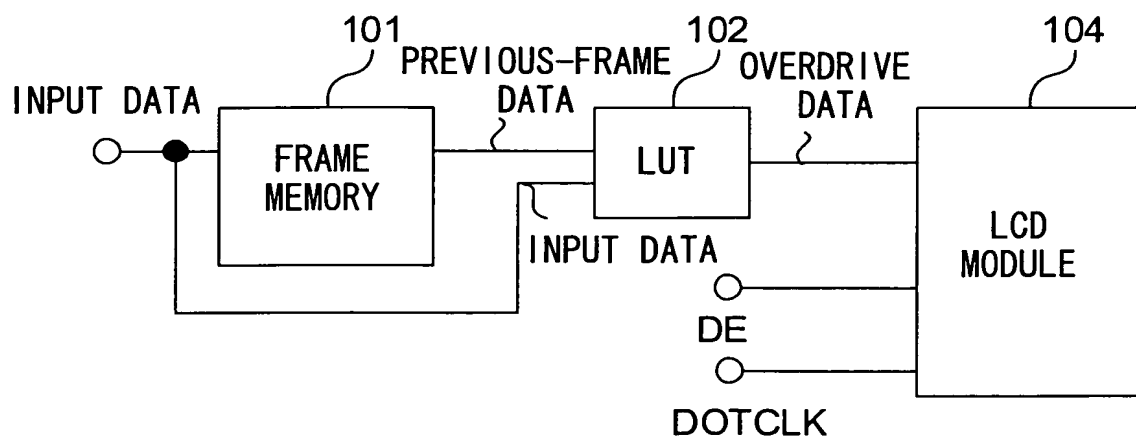 101
102
104
PREVIOUS-FRAME
DATA
OVERDRIVE
DATA
INPUT DATA
FRAME
MEMORY
LUT
INPUT DATA
LCD
MODULE
DE
DOTCLK